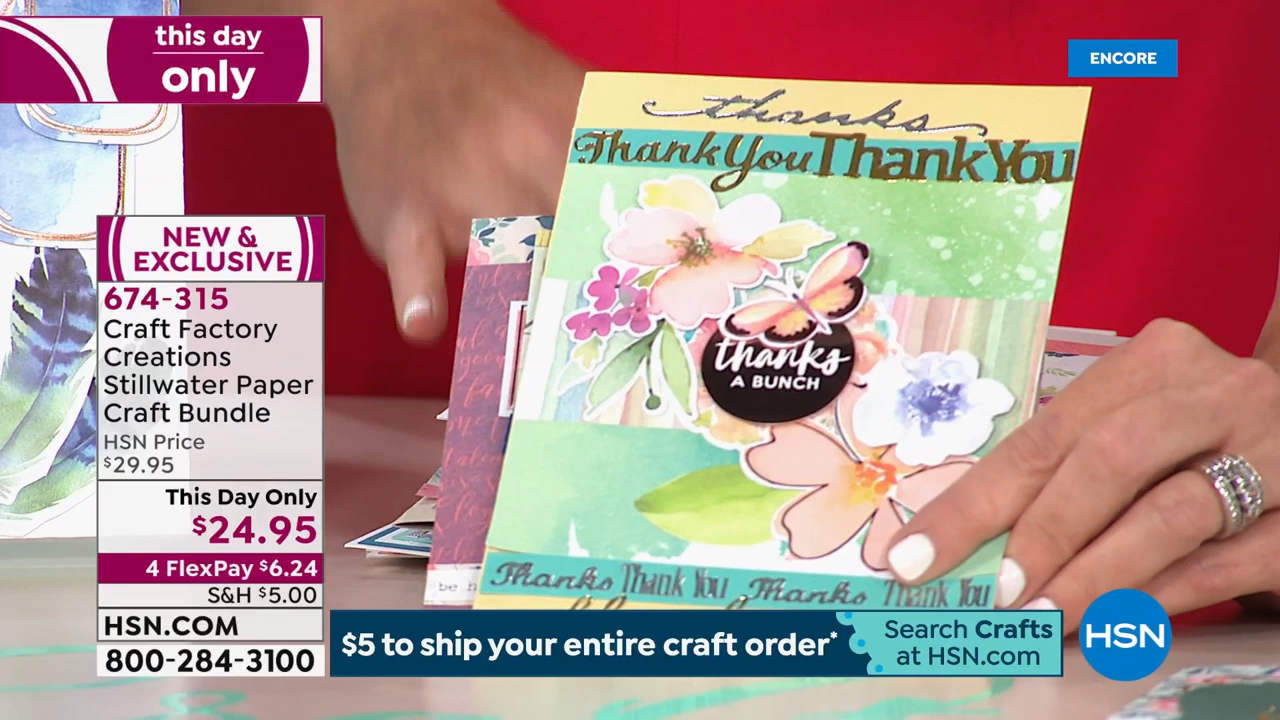 this day
only
ENCORE
NEW &
EXCLUSIVE
674-315
Craft Factory
Creations
Stillwater Paper
Craft Bundle
HSN Price
$29.95
This Day Only
$24.95
4 FlexPay $6.24
S&H $5.00
HSN.COM
800-284-3100
thanks
Thank You Thank You
thanks
A BUNCH
Thanks Thank You Thanks Thank You
be h
$5 to ship your entire craft order*
Search Crafts
at HSN.com
HSN